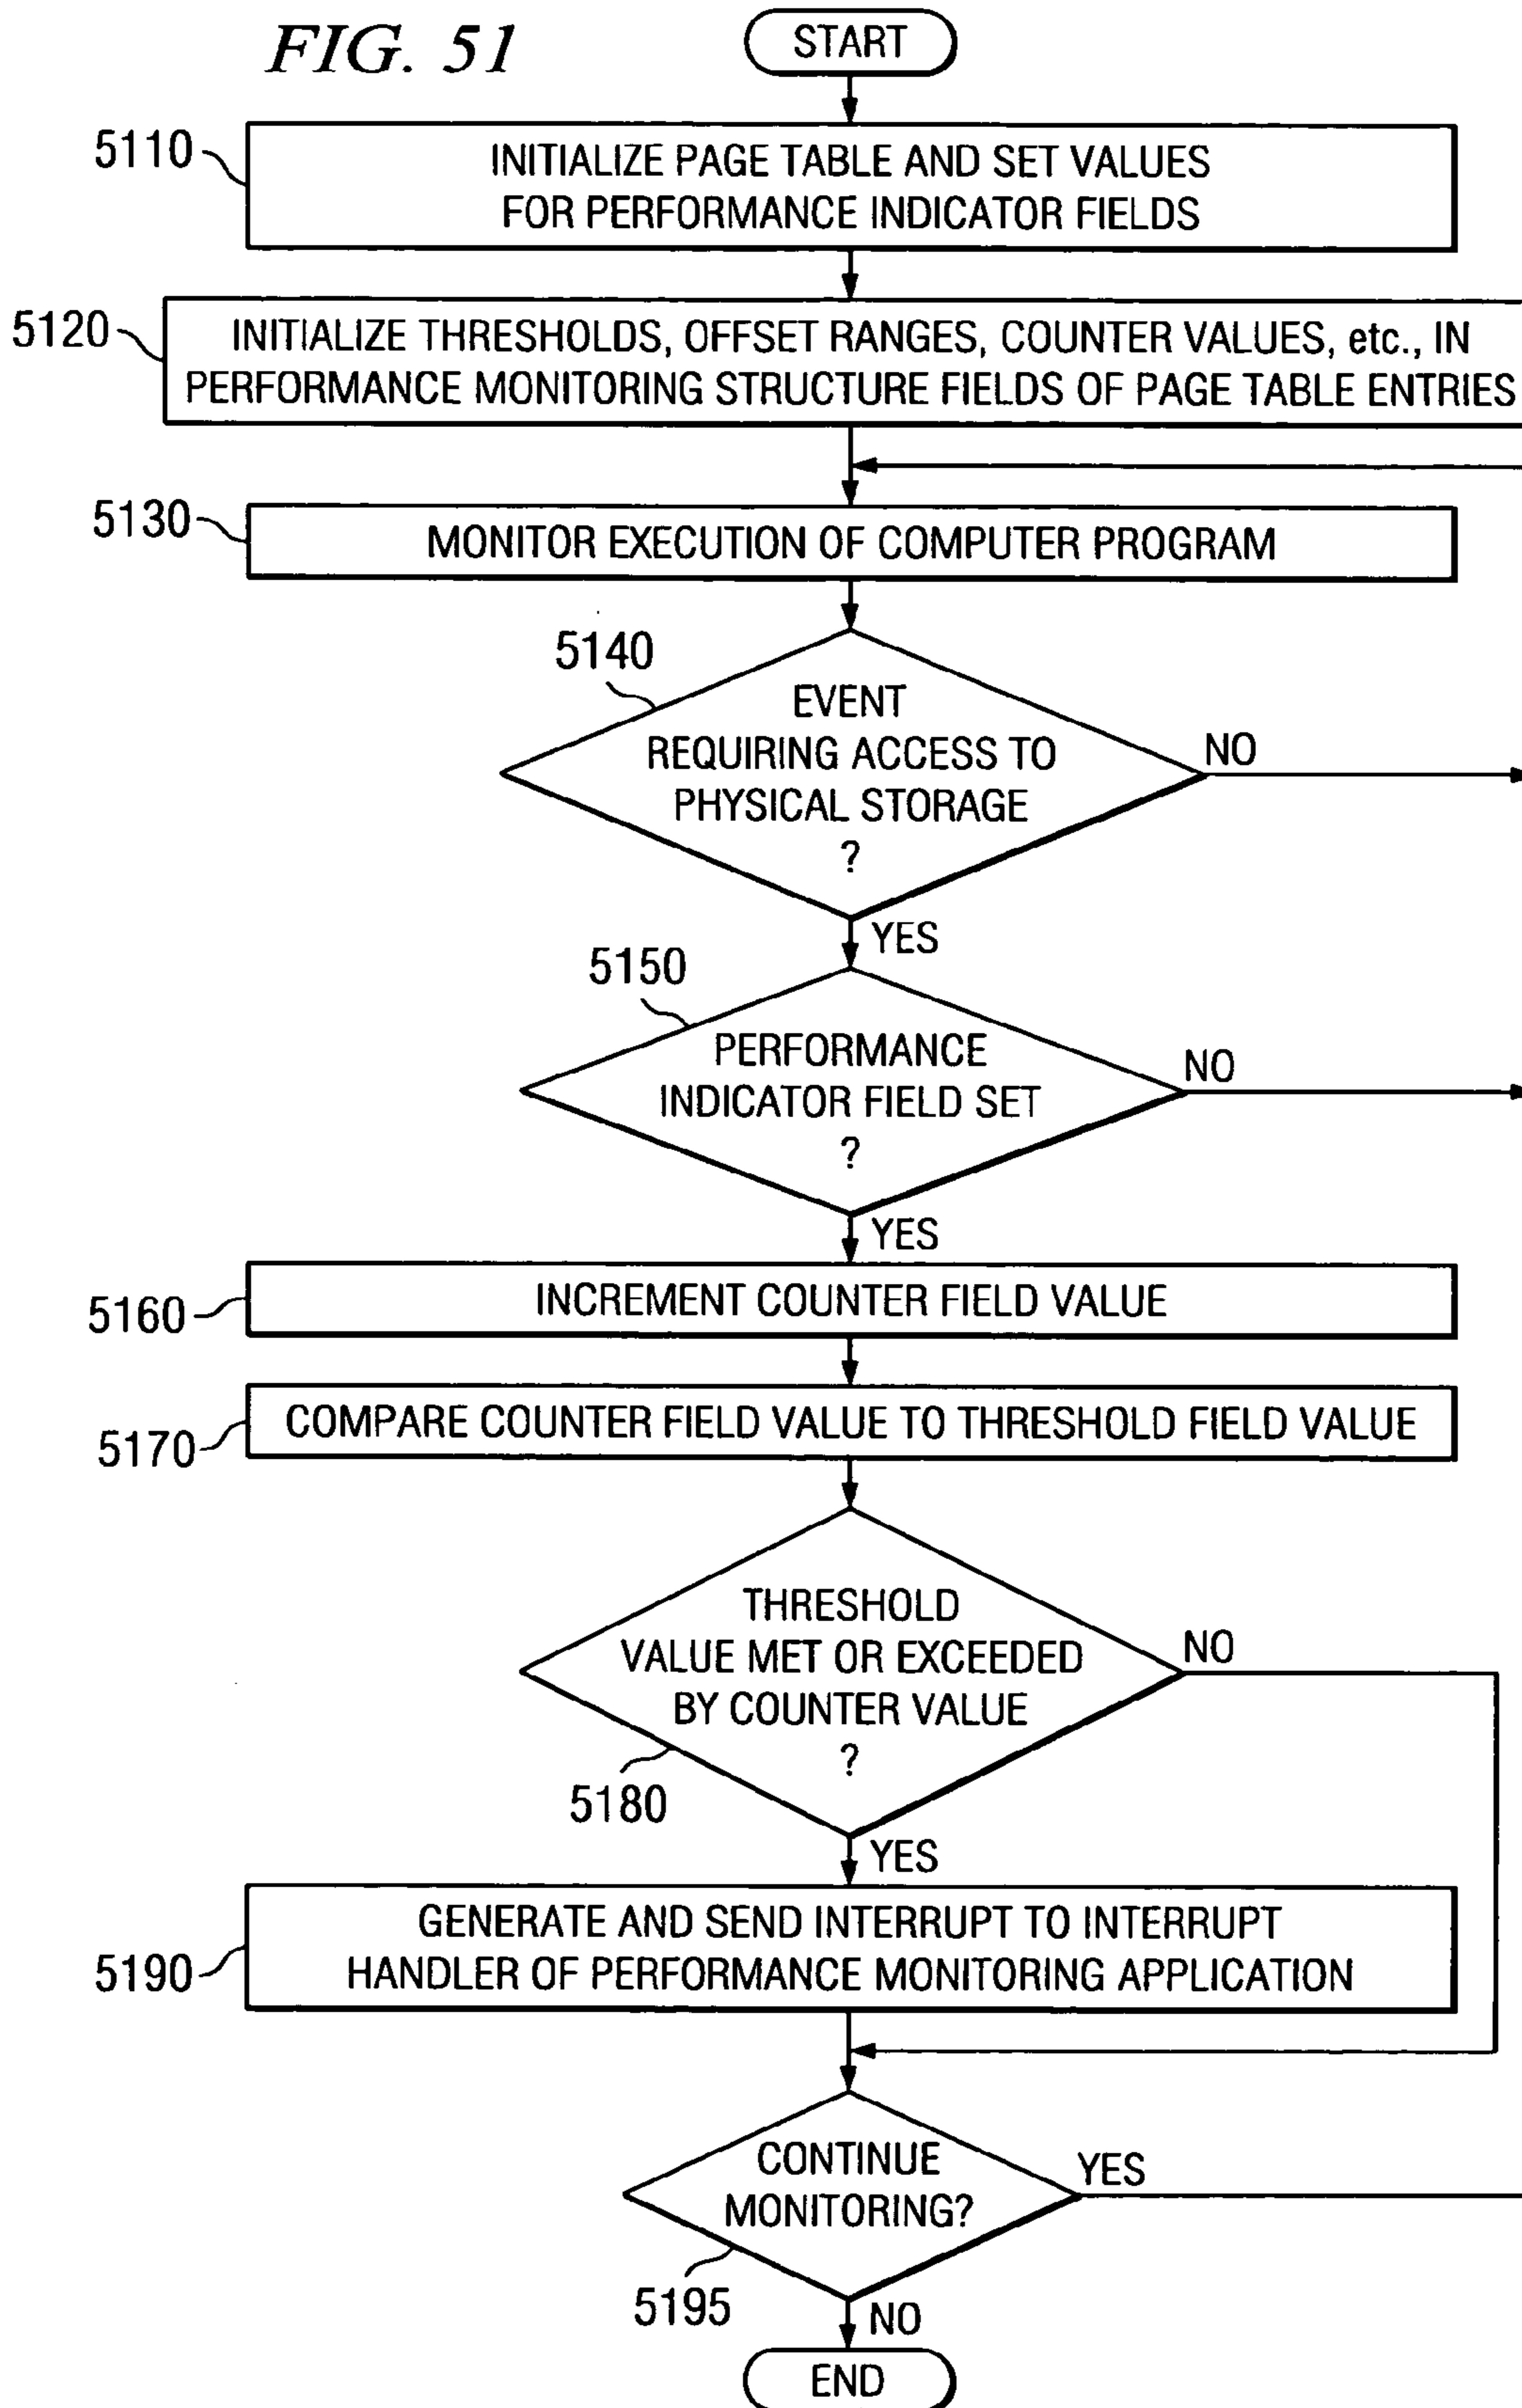 FIG. 51
START
5110
INITIALIZE PAGE TABLE AND SET VALUES
FOR PERFORMANCE INDICATOR FIELDS
5120
INITIALIZE THRESHOLDS, OFFSET RANGES, COUNTER VALUES, etc., IN
PERFORMANCE MONITORING STRUCTURE FIELDS OF PAGE TABLE ENTRIES
5130
MONITOR EXECUTION OF COMPUTER PROGRAM
5140
EVENT
REQUIRING ACCESS TO
PHYSICAL STORAGE
?
NO
YES
5150
PERFORMANCE
INDICATOR FIELD SET
?
NO
YES
5160
INCREMENT COUNTER FIELD VALUE
5170
COMPARE COUNTER FIELD VALUE TO THRESHOLD FIELD VALUE
THRESHOLD
VALUE MET OR EXCEEDED
BY COUNTER VALUE
?
NO
5180
YES
5190
GENERATE AND SEND INTERRUPT TO INTERRUPT
HANDLER OF PERFORMANCE MONITORING APPLICATION
CONTINUE
MONITORING?
YES
5195
NO
END